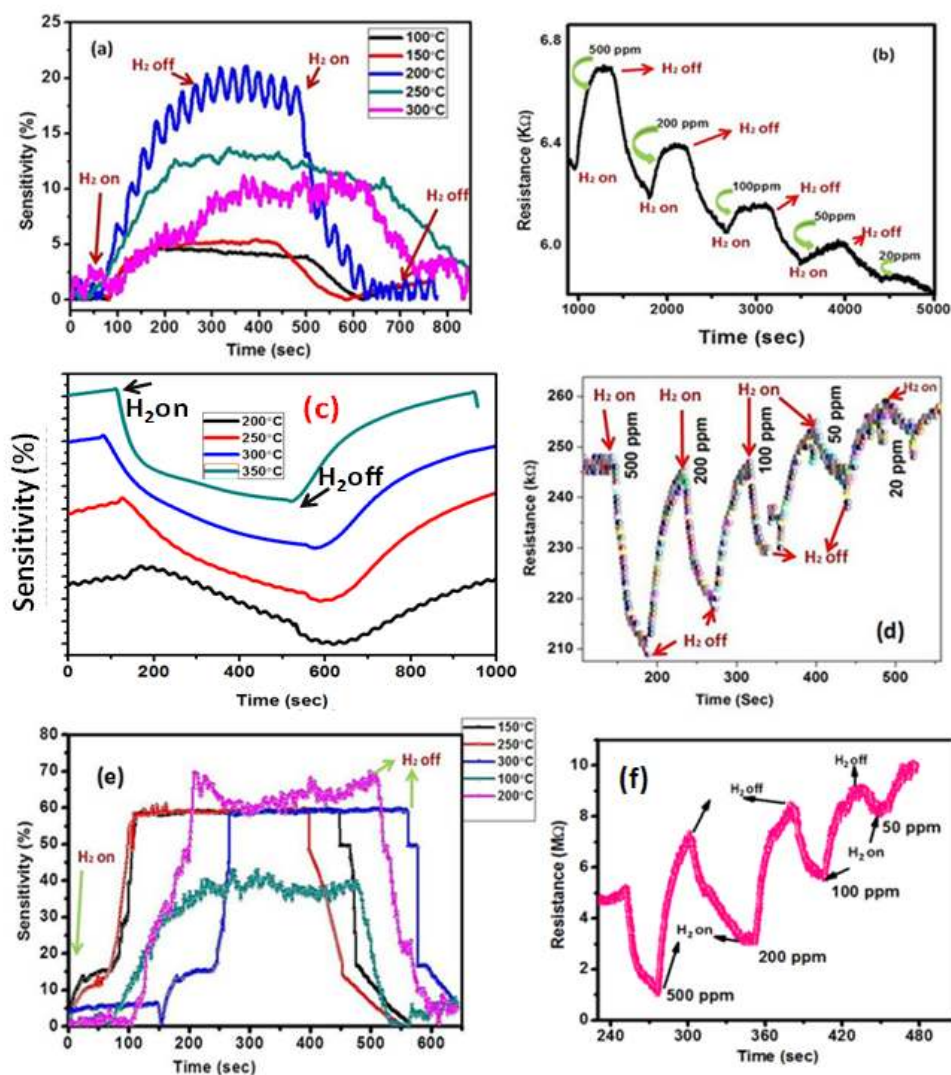 (a)
100°C
150°C
200°C
250°C
300°C
H₂ off
H₂ on
H₂ on
H₂ off
Sensitivity (%)
25
20
15
10
5
0
0 100 200 300 400 500 600 700 800
Time (sec)
(b)
500 ppm
H₂ off
200 ppm
H₂ off
H₂ on
100ppm
H₂ off
H₂ on
50ppm
H₂ off
H₂ on
20ppm
H₂ on
Resistance (KΩ)
6.8
6.4
6.0
1000 2000 3000 4000 5000
Time (sec)
(c)
H₂on
200°C
250°C
300°C
350°C
H₂off
Sensitivity (%)
0 200 400 600 800 1000
Time (sec)
H₂ on
H₂ on
H₂ on
H₂ on
H₂ on
500 ppm
200 ppm
100 ppm
50 ppm
20 ppm
H₂ off
H₂ off
(d)
Resistance (kΩ)
260
250
240
230
220
210
200 300 400 500
Time (Sec)
(e)
150°C
250°C
300°C
100°C
200°C
H₂ off
H₂ on
Sensitivity (%)
80
70
60
50
40
30
20
10
0
0 100 200 300 400 500 600
Time (sec)
(f)
H₂off
H₂ off
50 ppm
H₂ on
100 ppm
H₂ on
200 ppm
500 ppm
Resistance (MΩ)
10
8
6
4
2
0
240 300 360 420 480
Time (sec)